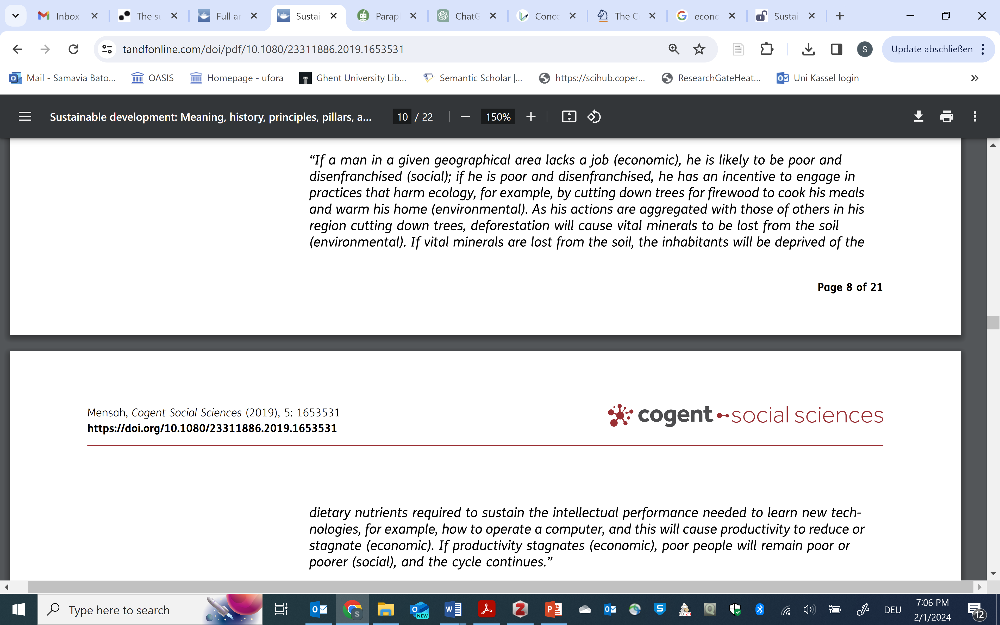 Inbox
The su
Full ar
Sustai
Parap
ChatG
Conce
The C
econo
Sustai
tandfonline.com/doi/pdf/10.1080/23311886.2019.1653531
S
Update abschließen
Mail - Samavia Bato...
OASIS
Homepage - ufora
Ghent University Lib...
Semantic Scholar |...
https://scihub.coper...
ResearchGateHeat...
Uni Kassel login
Sustainable development: Meaning, history, principles, pillars, a...
10 / 22
150%
“If a man in a given geographical area lacks a job (economic), he is likely to be poor and
disenfranchised (social); if he is poor and disenfranchised, he has an incentive to engage in
practices that harm ecology, for example, by cutting down trees for firewood to cook his meals
and warm his home (environmental). As his actions are aggregated with those of others in his
region cutting down trees, deforestation will cause vital minerals to be lost from the soil
(environmental). If vital minerals are lost from the soil, the inhabitants will be deprived of the
Page 8 of 21
Mensah, Cogent Social Sciences (2019), 5: 1653531
https://doi.org/10.1080/23311886.2019.1653531
cogent social sciences
dietary nutrients required to sustain the intellectual performance needed to learn new tech-
nologies, for example, how to operate a computer, and this will cause productivity to reduce or
stagnate (economic). If productivity stagnates (economic), poor people will remain poor or
poorer (social), and the cycle continues.”
Type here to search
NEW
DEU
7:06 PM
2/1/2024
12